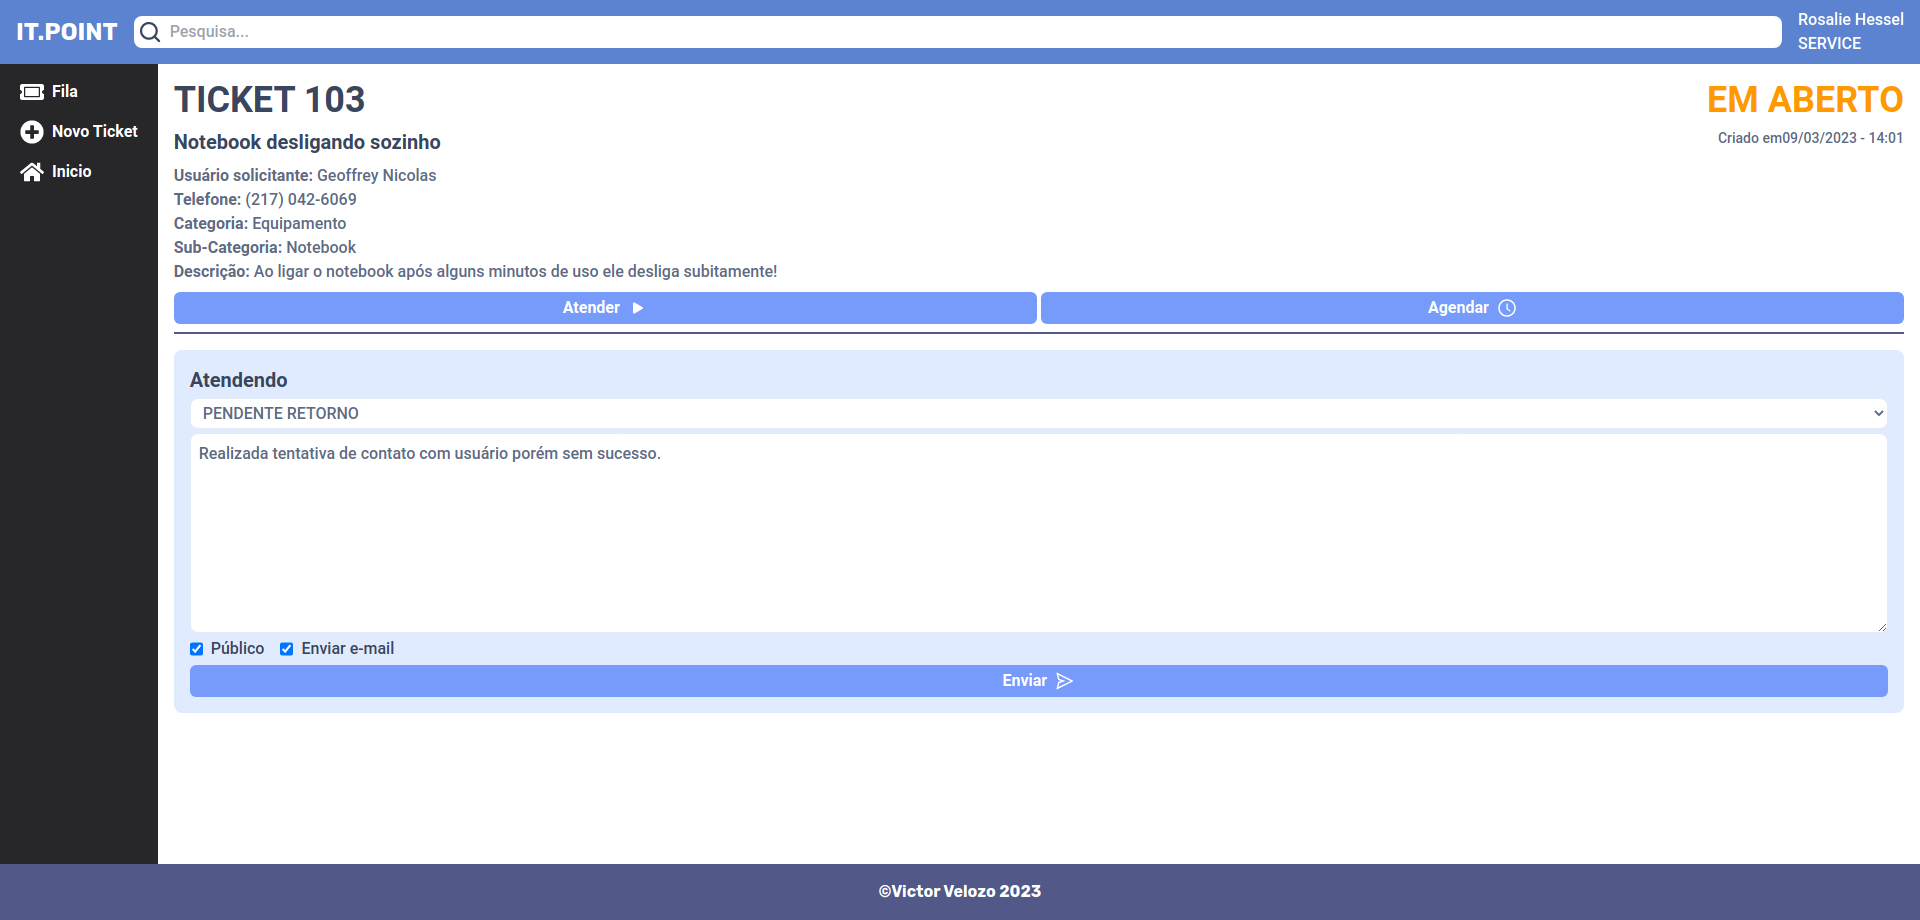 IT.POINT
Pesquisa...
Rosalie Hessel
SERVICE
Fila
Novo Ticket
Inicio
TICKET 103
EM ABERTO
Notebook desligando sozinho
Criado em09/03/2023 - 14:01
Usuário solicitante: Geoffrey Nicolas
Telefone: (217) 042-6069
Categoria: Equipamento
Sub-Categoria: Notebook
Descrição: Ao ligar o notebook após alguns minutos de uso ele desliga subitamente!
Atender
Agendar
Atendendo
PENDENTE RETORNO
Realizada tentativa de contato com usuário porém sem sucesso.
Público
Enviar e-mail
Enviar
©Victor Velozo 2023